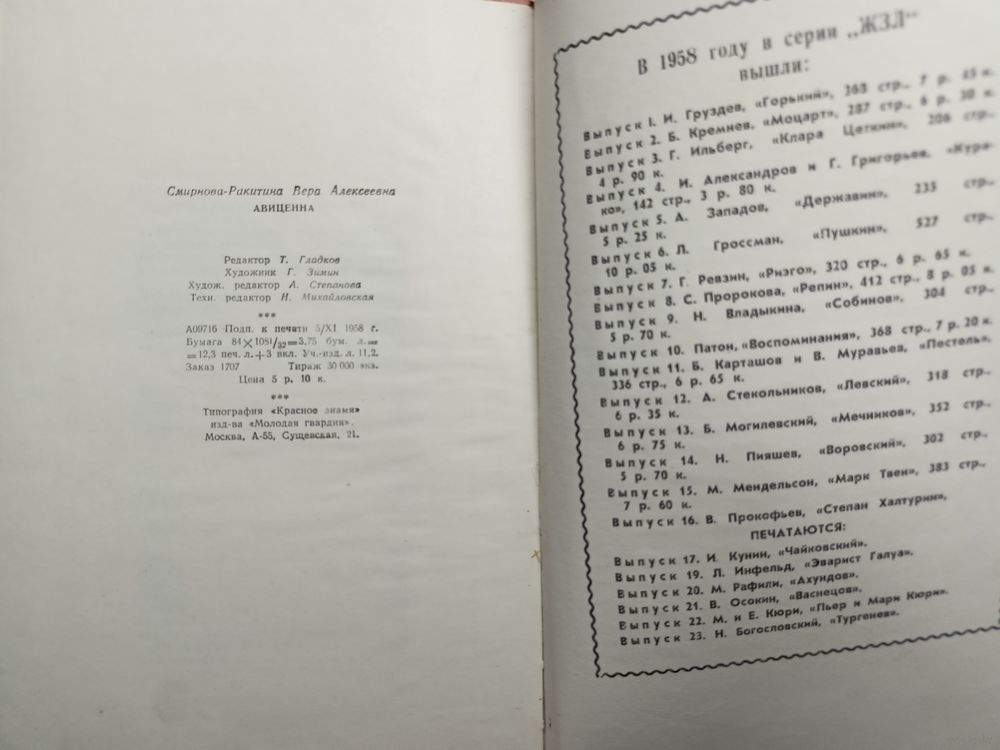 Смирнова-Ракитина Вера Алексеевна
АВИЦЕННА
Редактор Т. Гладков
Художник Г. Зимин
Худож. редактор А. Степанова
Техн. редактор Н. Михайловская
***
А09716 Подп. к печати 5/XI 1958 г.
Бумага 84×108¹/₃₂=3,75 бум. л.=
=12,3 печ. л.+3 вкл. Уч.-изд. л. 11,2.
Заказ 1707 Тираж 30 000 экз.
Цена 5 р. 10 к.
***
Типография «Красное знамя»
изд-ва «Молодая гвардия».
Москва, А-55, Сущевская, 21.
В 1958 году в серии „ЖЗЛ“
вышли:
Выпуск 1. И. Груздев, «Горький», 368 стр., 7 р. 45 к.
Выпуск 2. Б. Кремнев, «Моцарт», 287 стр., 6 р. 30 к.
Выпуск 3. Г. Ильберг, «Клара Цеткин», 206 стр.,
4 р. 90 к.
Выпуск 4. И. Александров и Г. Григорьев, «Кура-
ко», 142 стр., 3 р. 80 к.
Выпуск 5. А. Западов, «Державин», 235 стр.,
5 р. 25 к.
Выпуск 6. Л. Гроссман, «Пушкин», 527 стр.,
10 р. 05 к.
Выпуск 7. Г. Ревзин, «Риэго», 320 стр., 6 р. 65 к.
Выпуск 8. С. Пророкова, «Репин», 412 стр., 8 р. 05 к.
Выпуск 9. Н. Владыкина, «Собинов», 304 стр.,
5 р. 70 к.
Выпуск 10. Патон, «Воспоминания», 368 стр., 7 р. 20 к.
Выпуск 11. Б. Карташов и В. Муравьев, «Пестель»,
336 стр., 6 р. 65 к.
Выпуск 12. А. Стекольников, «Левский», 318 стр.,
6 р. 35 к.
Выпуск 13. Б. Могилевский, «Мечников», 352 стр.,
6 р. 75 к.
Выпуск 14. Н. Пияшев, «Воровский», 302 стр.,
5 р. 70 к.
Выпуск 15. М. Мендельсон, «Марк Твен», 383 стр.,
7 р. 60 к.
Выпуск 16. В. Прокофьев, «Степан Халтурин»,
ПЕЧАТАЮТСЯ:
Выпуск 17. И. Кунин, «Чайковский».
Выпуск 19. Л. Инфельд, «Эварист Галуа».
Выпуск 20. М. Рафили, «Ахундов».
Выпуск 21. В. Осокин, «Васнецов».
Выпуск 22. М. и Е. Кюри, «Пьер и Мари Кюри».
Выпуск 23. Н. Богословский, «Тургенев».